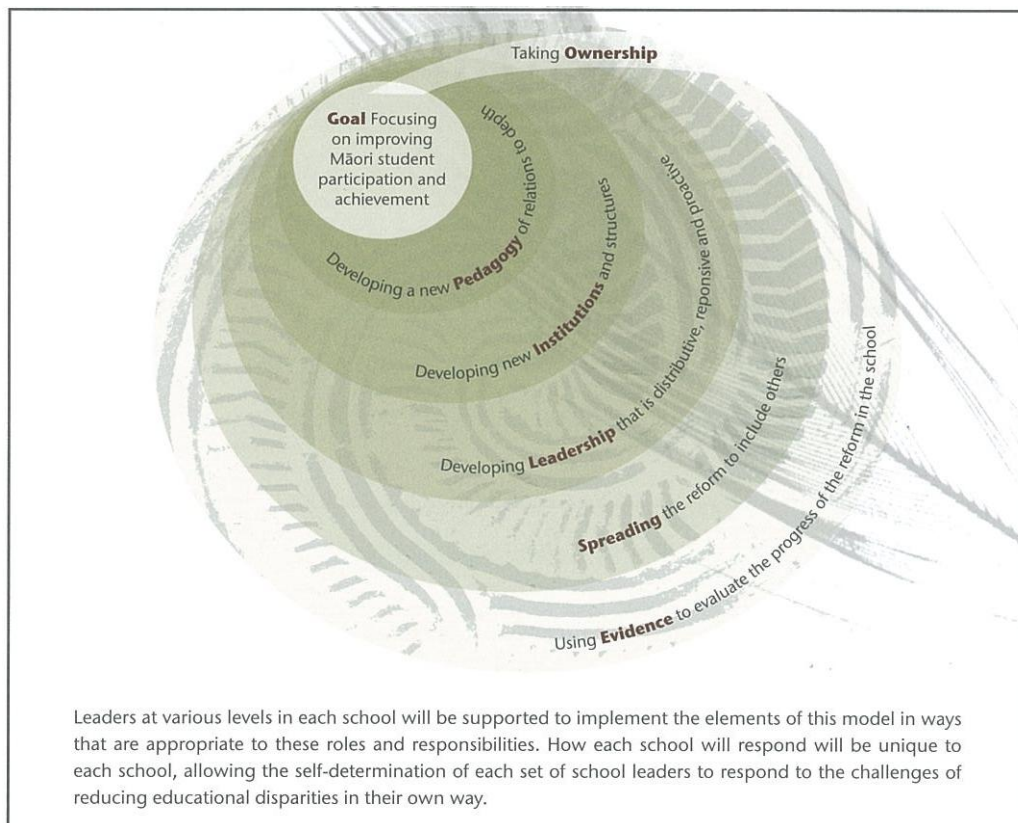 Taking Ownership
Goal Focusing
on improving
Māori student
participation and
achievement
Developing a new Pedagogy of relations to depth
Developing new Institutions and structures
Developing Leadership that is distributive, reponsive and proactive
Spreading the reform to include others
Using Evidence to evaluate the progress of the reform in the school
Leaders at various levels in each school will be supported to implement the elements of this model in ways
that are appropriate to these roles and responsibilities. How each school will respond will be unique to
each school, allowing the self-determination of each set of school leaders to respond to the challenges of
reducing educational disparities in their own way.